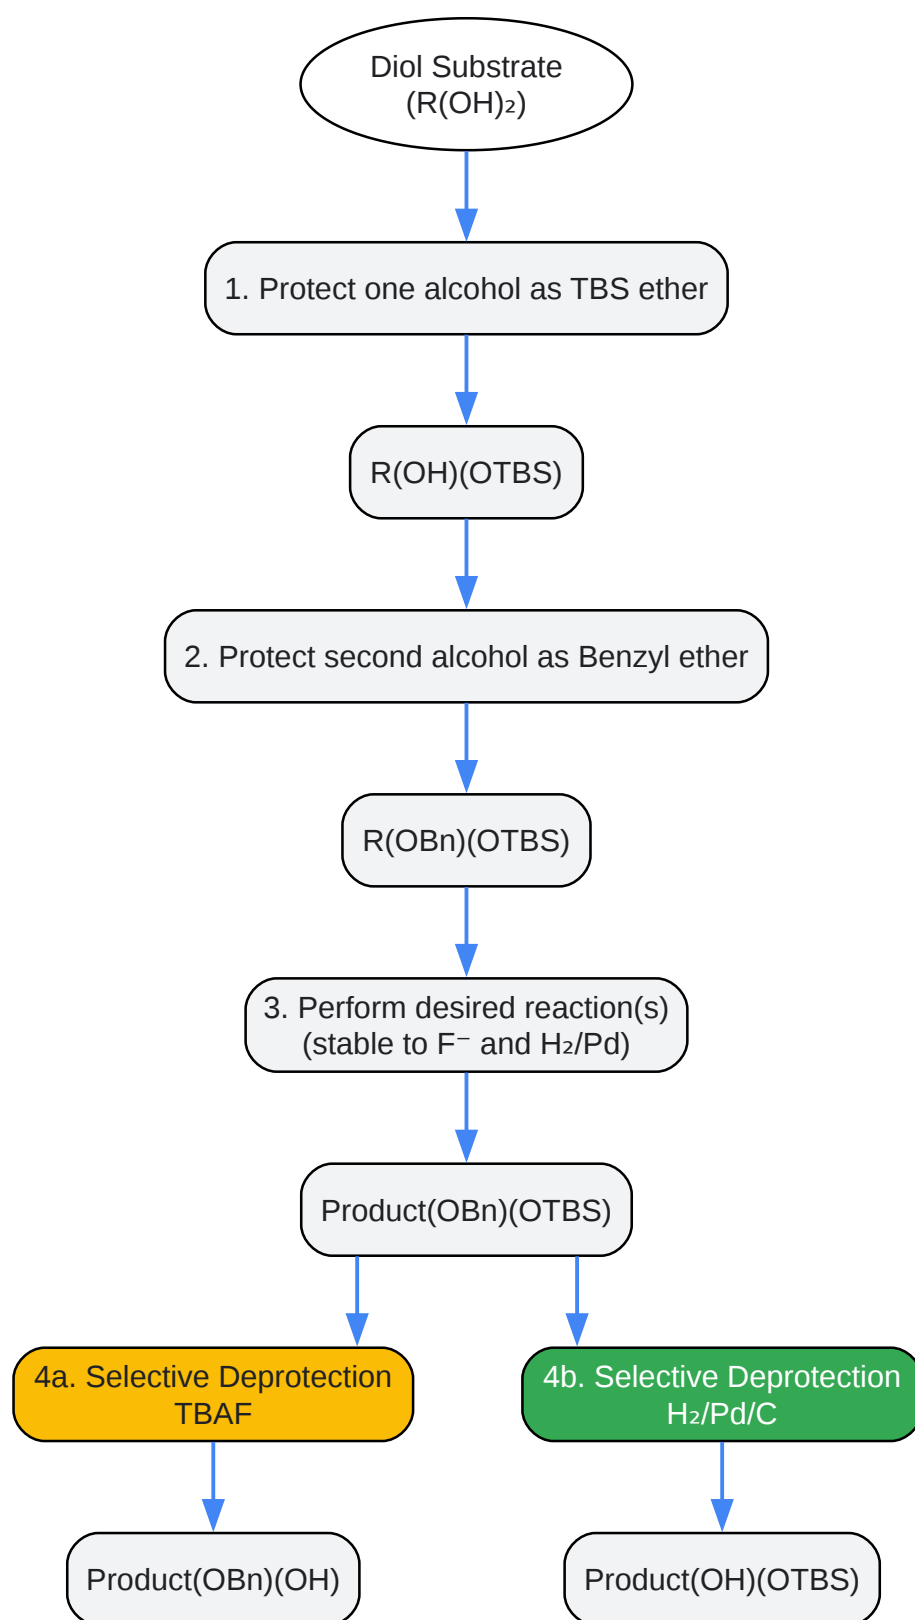 Diol Substrate
(R(OH)₂)
1. Protect one alcohol as TBS ether
R(OH)(OTBS)
2. Protect second alcohol as Benzyl ether
R(OBn)(OTBS)
3. Perform desired reaction(s)
(stable to F⁻ and H₂/Pd)
Product(OBn)(OTBS)
4a. Selective Deprotection
TBAF
4b. Selective Deprotection
H₂/Pd/C
Product(OBn)(OH)
Product(OH)(OTBS)